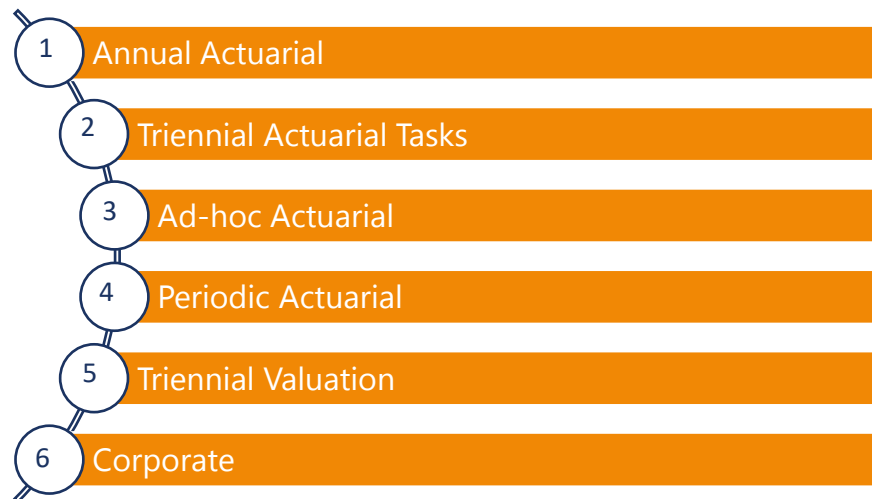 1 Annual Actuarial
2 Triennial Actuarial Tasks
3 Ad-hoc Actuarial
4 Periodic Actuarial
5 Triennial Valuation
6 Corporate